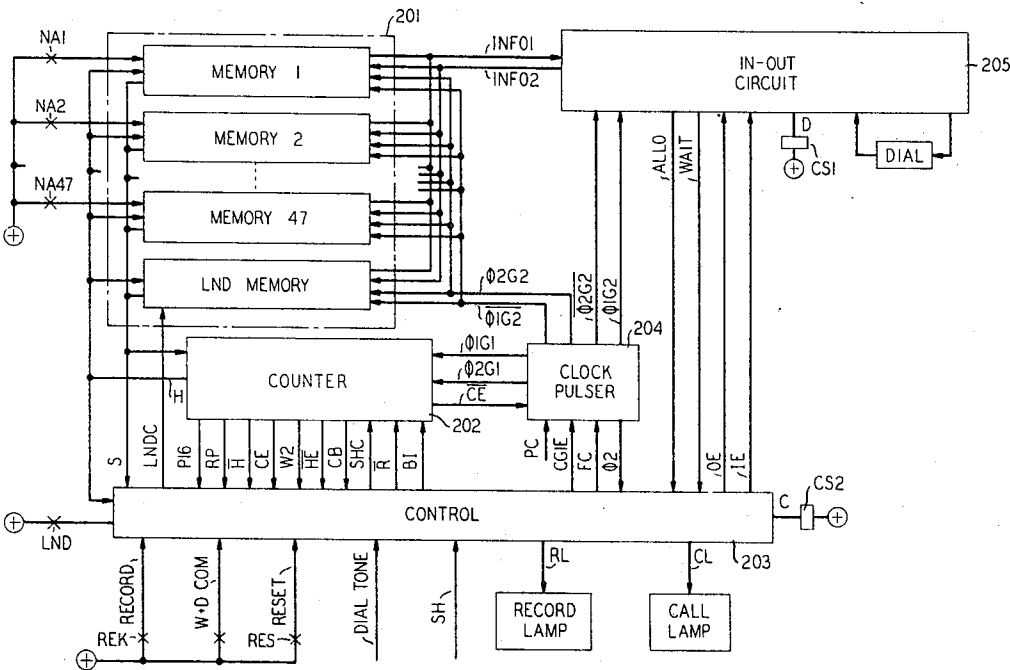 201
NA1
MEMORY 1
INFO1
INFO2
IN-OUT
CIRCUIT
205
NA2
MEMORY 2
D
CS1
DIAL
ALLO
WAIT
NA47
MEMORY 47
LND MEMORY
Φ2G2
Φ1G2
Φ2G2
Φ1G2
204
Φ1G1
Φ2G1
CE
CLOCK
PULSER
COUNTER
H
202
S
LNDC
P16
RP
H
CE
W2
HE
CB
SHC
R
BI
PC
CGIE
FC
Φ2
OE
IE
CONTROL
C
CS2
LND
203
RECORD
W+D COM
RESET
DIAL TONE
SH
RL
CL
REK
RES
RECORD
LAMP
CALL
LAMP